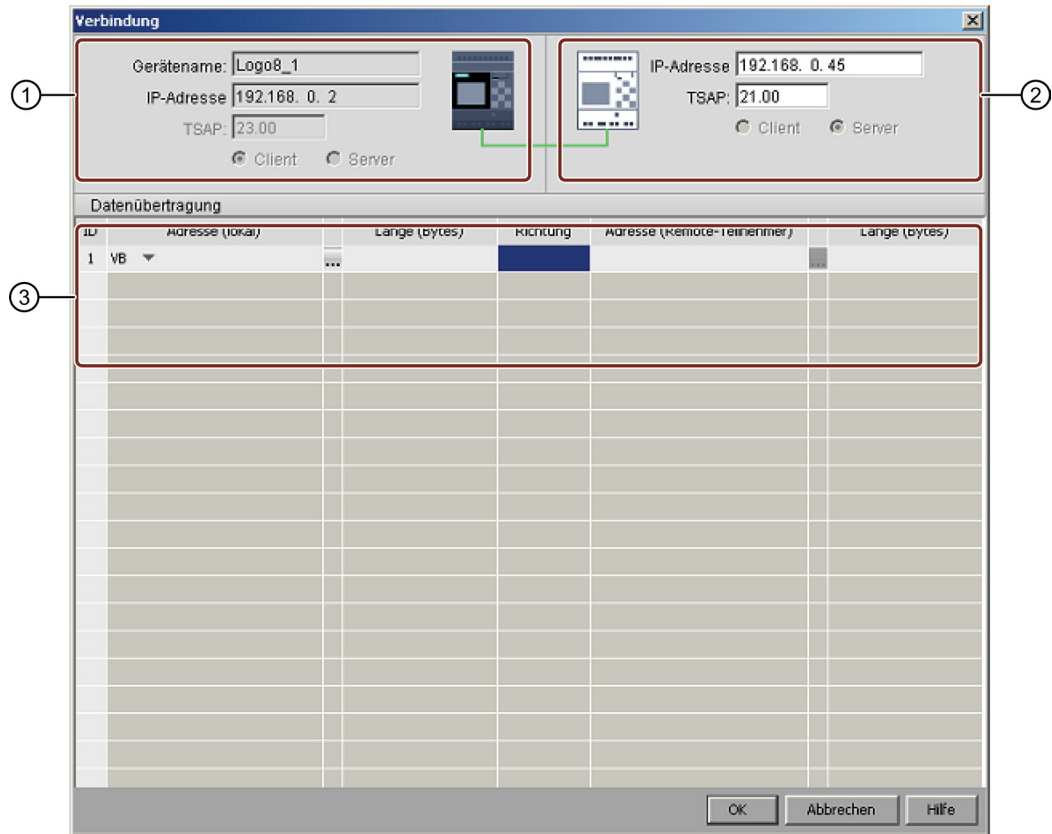 Verbindung
Gerätename: Logo8_1
IP-Adresse 192.168. 0. 2
TSAP: 23.00
Client Server
IP-Adresse 192.168. 0. 45
TSAP: 21.00
Client Server
1
2
Datenübertragung
ID Adresse (lokal) Länge (Bytes) Richtung Adresse (Remote-Teilnehmer) Länge (Bytes)
1 VB ...
...
3
OK Abbrechen Hilfe